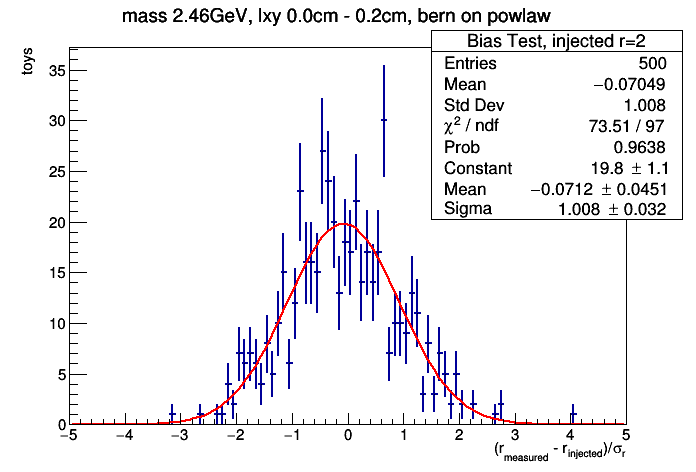 mass 2.46GeV, lxy 0.0cm - 0.2cm, bern on powlaw
toys
Bias Test, injected r=2
Entries 500
Mean −0.07049
Std Dev 1.008
χ² / ndf 73.51 / 97
Prob 0.9638
Constant 19.8 ± 1.1
Mean −0.0712 ± 0.0451
Sigma 1.008 ± 0.032
35
30
25
20
15
10
5
0
−5 −4 −3 −2 −1 0 1 2 3 4 5
(r_measured - r_injected)/σ_r